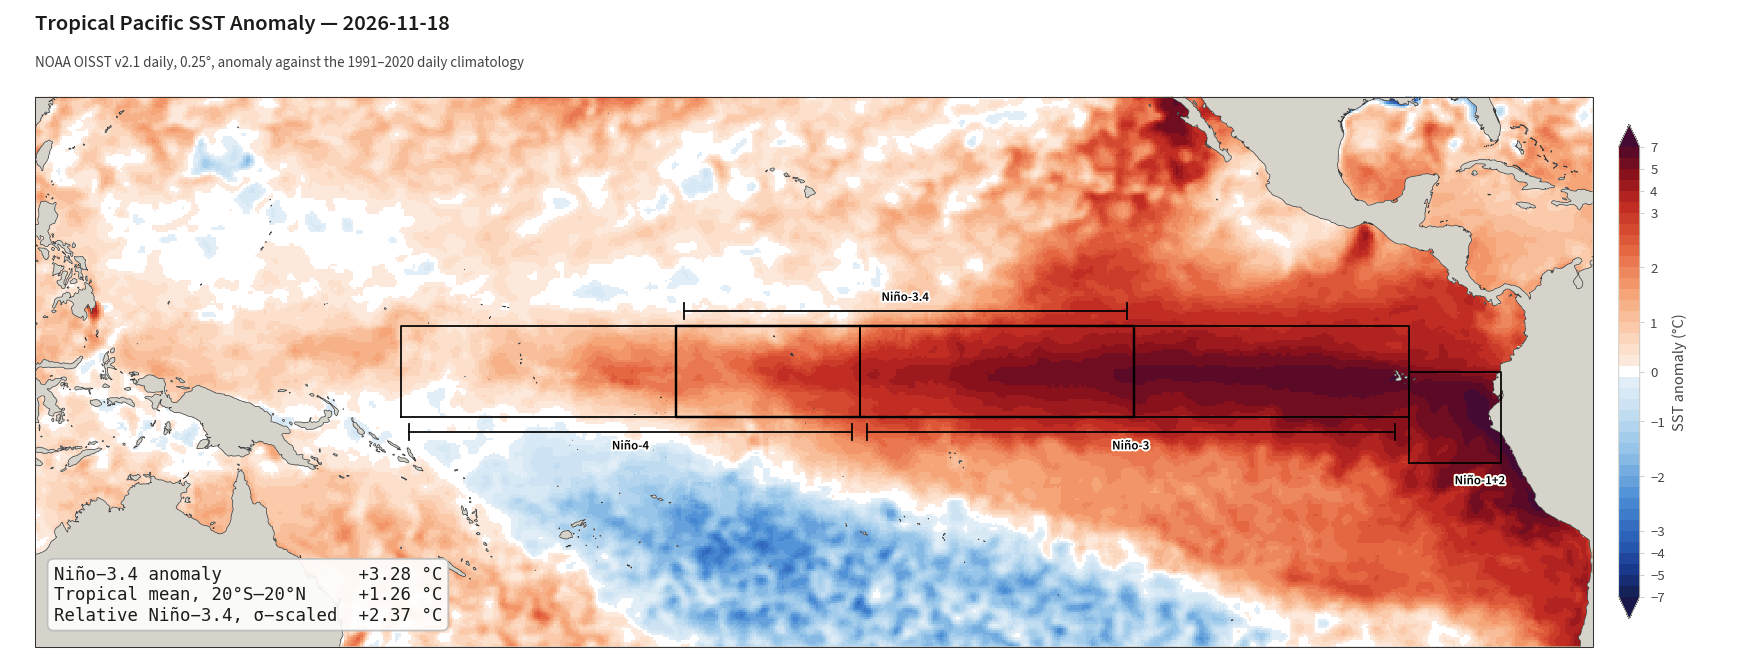 Tropical Pacific SST Anomaly — 2026-11-18
NOAA OISST v2.1 daily, 0.25°, anomaly against the 1991–2020 daily climatology
Niño-3.4
Niño-4
Niño-3
Niño-1+2
Niño−3.4 anomaly +3.28 °C
Tropical mean, 20°S–20°N +1.26 °C
Relative Niño−3.4, σ−scaled +2.37 °C
7
5
4
3
2
1
0
−1
−2
−3
−4
−5
−7
SST anomaly (°C)